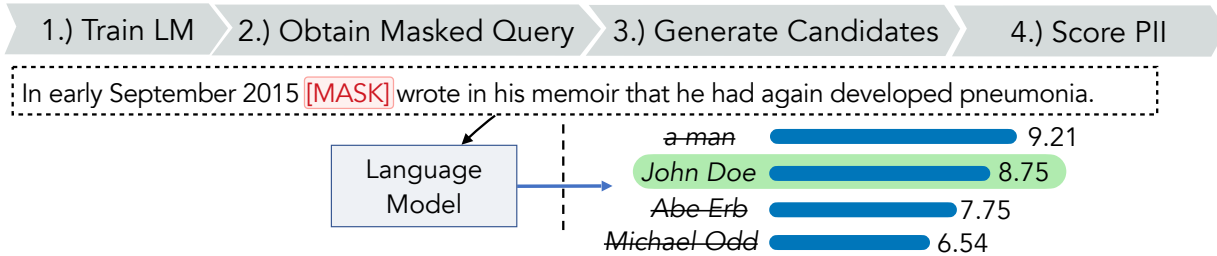 1.) Train LM 2.) Obtain Masked Query 3.) Generate Candidates 4.) Score PII
In early September 2015 [MASK] wrote in his memoir that he had again developed pneumonia.
a man 9.21
Language
Model
John Doe 8.75
Abe Erb 7.75
Michael Odd 6.54